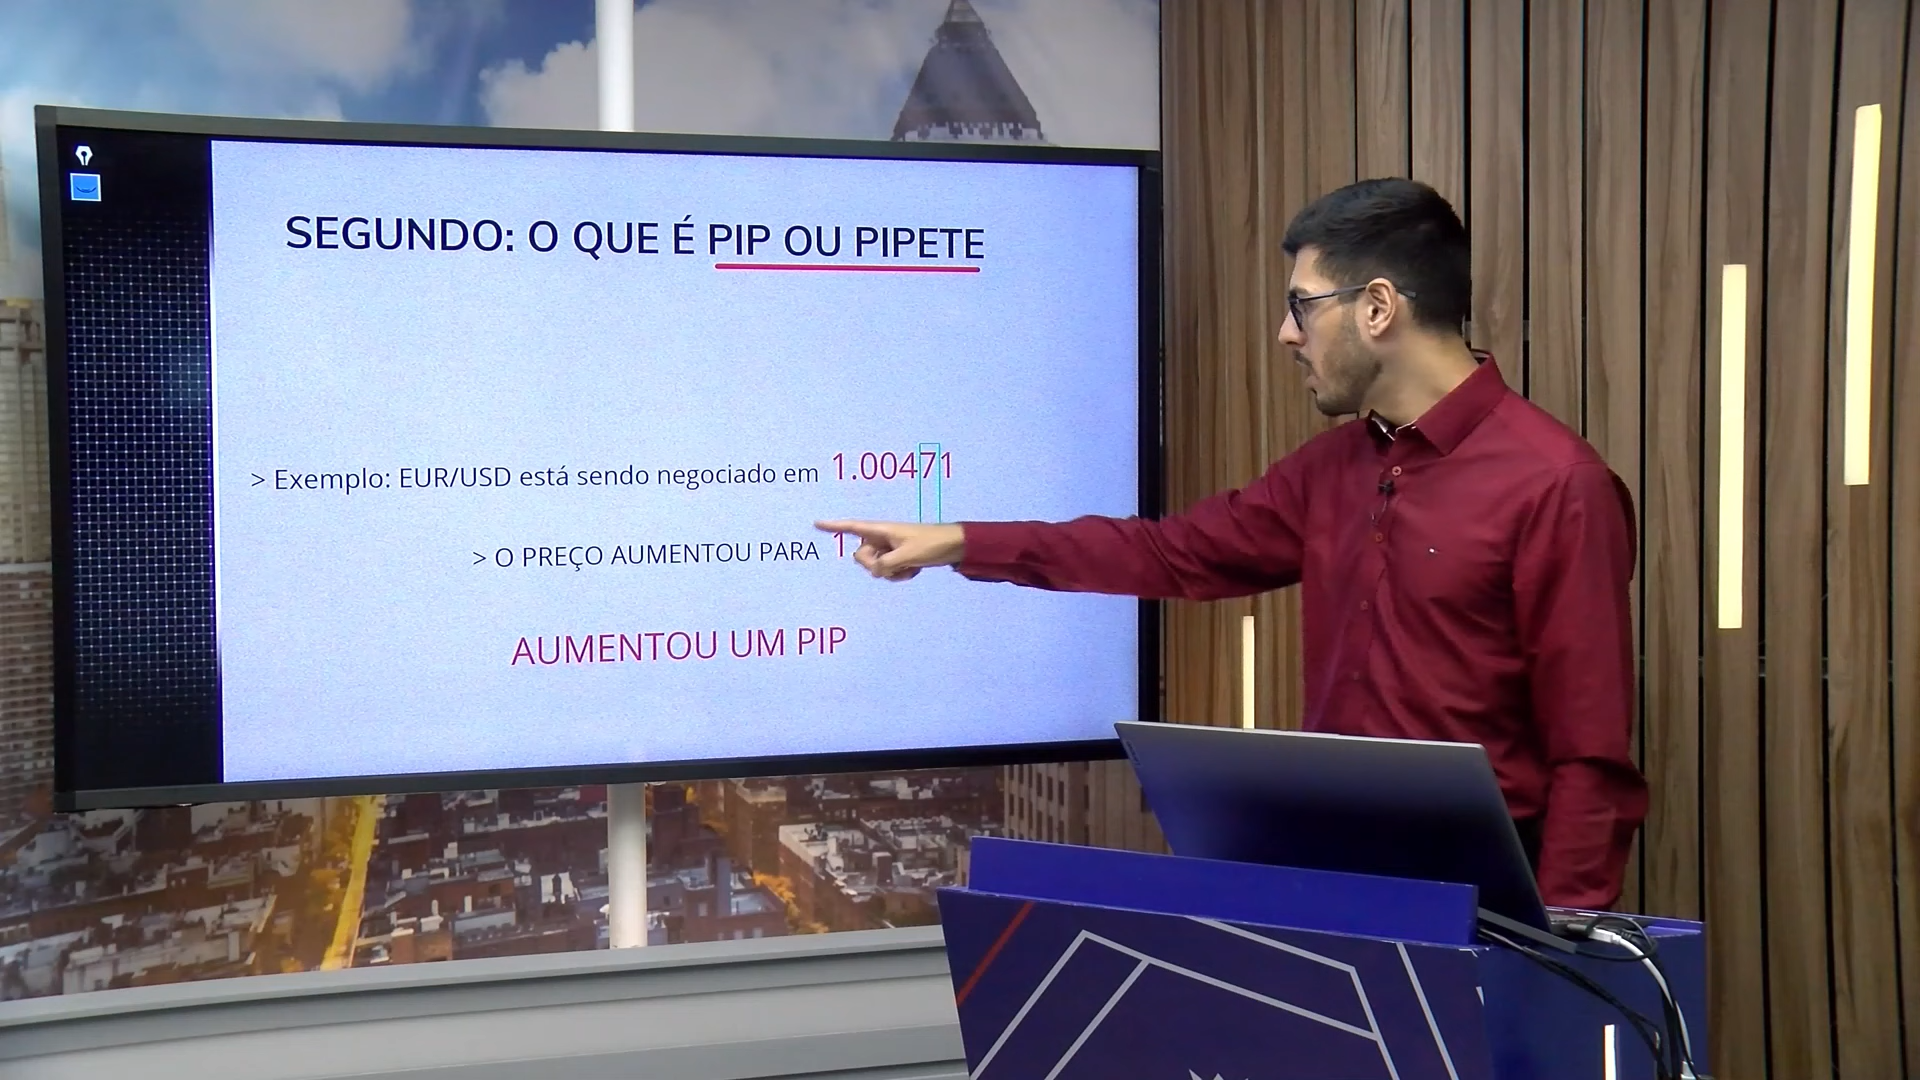 SEGUNDO: O QUE É PIP OU PIPETE
> Exemplo: EUR/USD está sendo negociado em 1.00471
> O PREÇO AUMENTOU PARA
AUMENTOU UM PIP